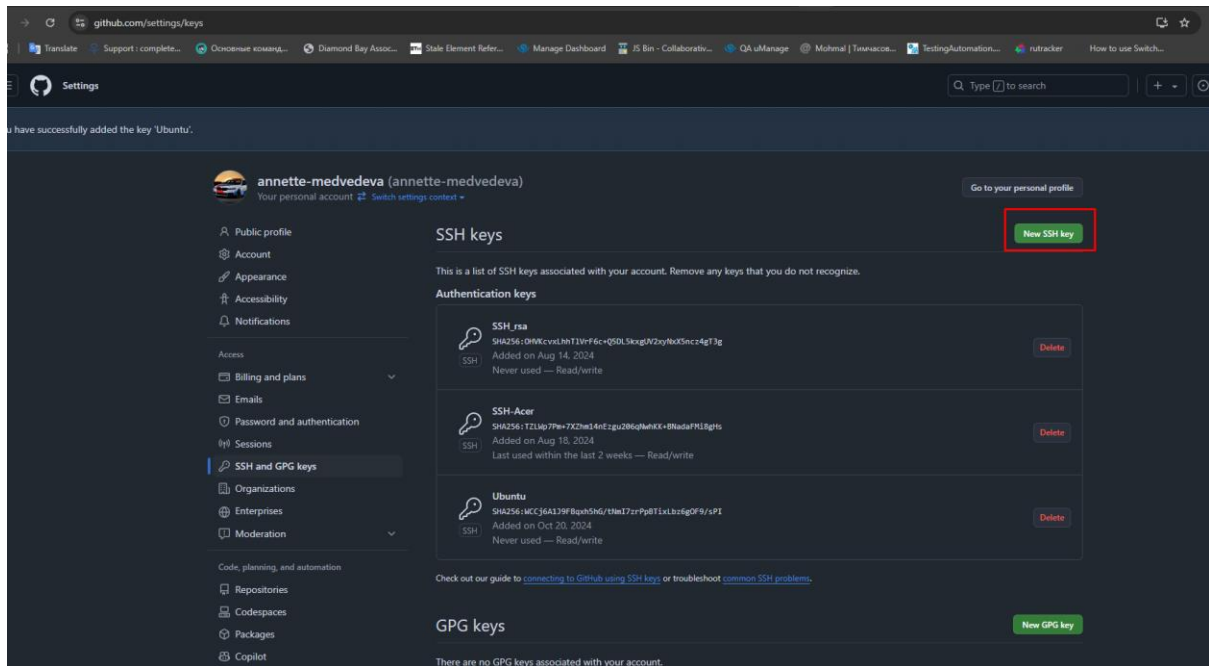 github.com/settings/keys
Translate Support : complete... Основные команд... Diamond Bay Assoc... Stale Element Refer... Manage Dashboard JS Bin - Collaborativ... QA uManage Mohmal | Тимчасов... TestingAutomation.... rutracker How to use Switch...
Settings
Type / to search
u have successfully added the key 'Ubuntu'.
annette-medvedeva (annette-medvedeva)
Your personal account Switch settings context
Go to your personal profile
Public profile
Account
Appearance
Accessibility
Notifications
Access
Billing and plans
Emails
Password and authentication
Sessions
SSH and GPG keys
Organizations
Enterprises
Moderation
Code, planning, and automation
Repositories
Codespaces
Packages
Copilot
SSH keys
New SSH key
This is a list of SSH keys associated with your account. Remove any keys that you do not recognize.
Authentication keys
SSH_rsa
Added on Aug 14, 2024
Never used — Read/write
SSH
Delete
SSH-Acer
Added on Aug 18, 2024
Last used within the last 2 weeks — Read/write
SSH
Delete
Ubuntu
Added on Oct 20, 2024
Never used — Read/write
SSH
Delete
Check out our guide to connecting to GitHub using SSH keys or troubleshoot common SSH problems.
GPG keys
New GPG key
There are no GPG keys associated with your account.